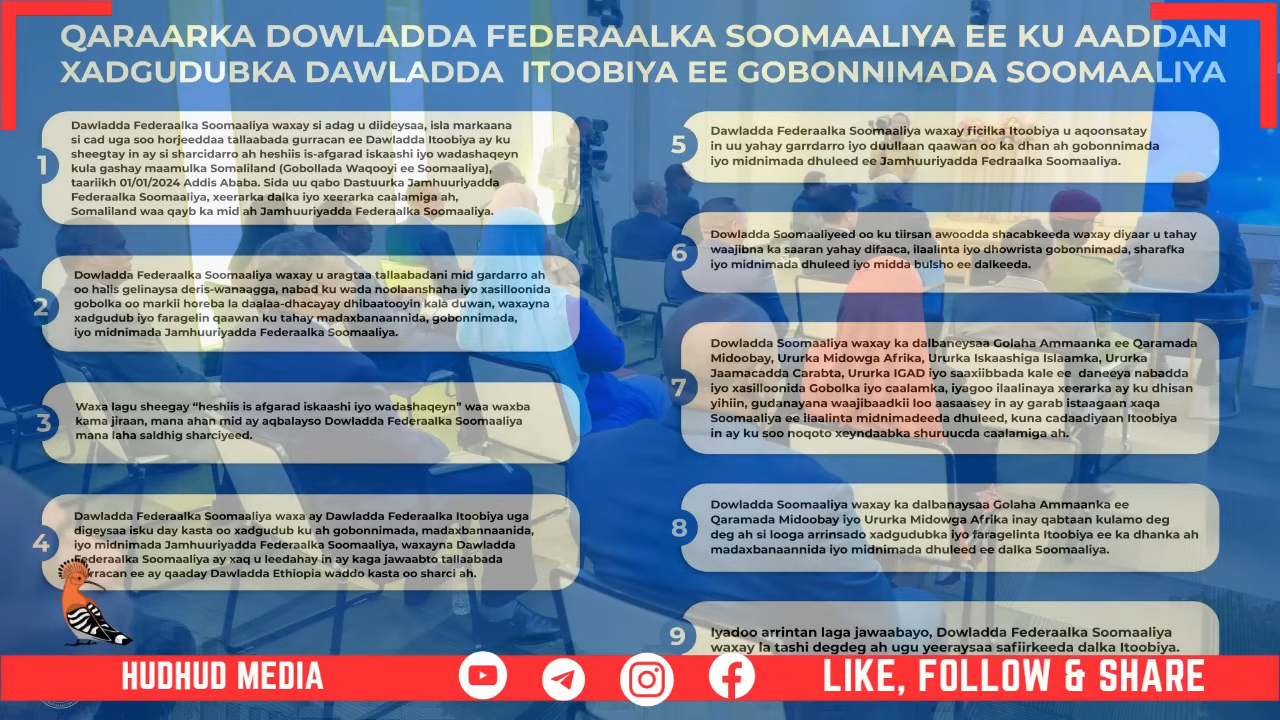 QARAARKA DOWLADDA FEDERAALKA SOOMAALIYA EE KU AADDAN
XADGUDUBKA DAWLADDA ITOOBIYA EE GOBONNIMADA SOOMAALIYA
1
Dawladda Federaalka Soomaaliya waxay si adag u diideysaa, isla markaana
si cad uga soo horjeeddaa tallaabada gurracan ee Dawladda Itoobiya ay ku
sheegtay in ay si sharcidarro ah heshiis is-afgarad iskaashi iyo wadashaqeyn
kula gashay maamulka Somaliland (Gobollada Waqooyi ee Soomaaliya),
taariikh 01/01/2024 Addis Ababa. Sida uu qabo Dastuurka Jamhuuriyadda
Federaalka Soomaaliya, xeerarka dalka iyo xeerarka caalamiga ah,
Somaliland waa qayb ka mid ah Jamhuuriyadda Federaalka Soomaaliya.
2
Dowladda Federaalka Soomaaliya waxay u aragtaa tallaabadani mid gardarro ah
oo halis gelinaysa deris-wanaagga, nabad ku wada noolaanshaha iyo xasilloonida
gobolka oo markii horeba la daalaa-dhacayay dhibaatooyin kala duwan, waxayna
xadgudub iyo faragelin qaawan ku tahay madaxbanaannida, gobonnimada,
iyo midnimada Jamhuuriyadda Federaalka Soomaaliya.
3
Waxa lagu sheegay “heshiis is afgarad iskaashi iyo wadashaqeyn” waa waxba
kama jiraan, mana ahan mid ay aqbalayso Dowladda Federaalka Soomaaliya
mana laha saldhig sharciyeed.
4
Dawladda Federaalka Soomaaliya waxa ay Dawladda Federaalka Itoobiya uga
digeysaa isku day kasta oo xadgudub ku ah gobonnimada, madaxbannaanida,
iyo midnimada Jamhuuriyadda Federaalka Soomaaliya, waxayna Dawladda
Federaalka Soomaaliya ay xaq u leedahay in ay kaga jawaabto tallaabada
ee ay qaaday Dawladda Ethiopia waddo kasta oo sharci ah.
5
Dawladda Federaalka Soomaaliya waxay ficilka Itoobiya u aqoonsatay
in uu yahay garrdarro iyo duullaan qaawan oo ka dhan ah gobonnimada
iyo midnimada dhuleed ee Jamhuuriyadda Fedraalka Soomaaliya.
6
Dowladda Soomaaliyeed oo ku tiirsan awoodda shacabkeeda waxay diyaar u tahay
waajibna ka saaran yahay difaaca, ilaalinta iyo dhowrista gobonnimada, sharafka
iyo midnimada dhuleed iyo midda bulsho ee dalkeeda.
7
Dowladda Soomaaliya waxay ka dalbaneysaa Golaha Ammaanka ee Qaramada
Midoobay, Ururka Midowga Afrika, Ururka Iskaashiga Islaamka, Ururka
Jaamacadda Carabta, Ururka IGAD iyo saaxiibbada kale ee daneeya nabadda
iyo xasilloonida Gobolka iyo caalamka, iyagoo ilaalinaya xeerarka ay ku dhisan
yihiin, gudanayana waajibaadkii loo aasaasey in ay garab istaagaan xaqa
Soomaaliya ee ilaalinta midnimadeeda dhuleed, kuna cadaadiyaan Itoobiya
in ay ku soo noqoto xeyndaabka shuruucda caalamiga ah.
8
Dowladda Soomaaliya waxay ka dalbanaysaa Golaha Ammaanka ee
Qaramada Midoobay iyo Ururka Midowga Afrika inay qabtaan kulamo deg
deg ah si looga arrinsado xadgudubka iyo faragelinta Itoobiya ee ka dhanka ah
madaxbanaannida iyo midnimada dhuleed ee dalka Soomaaliya.
9
Iyadoo arrintan laga jawaabayo, Dowladda Federaalka Soomaaliya
waxay la tashi degdeg ah ugu yeeraysaa safiirkeeda dalka Itoobiya.
HUDHUD MEDIA
LIKE, FOLLOW & SHARE